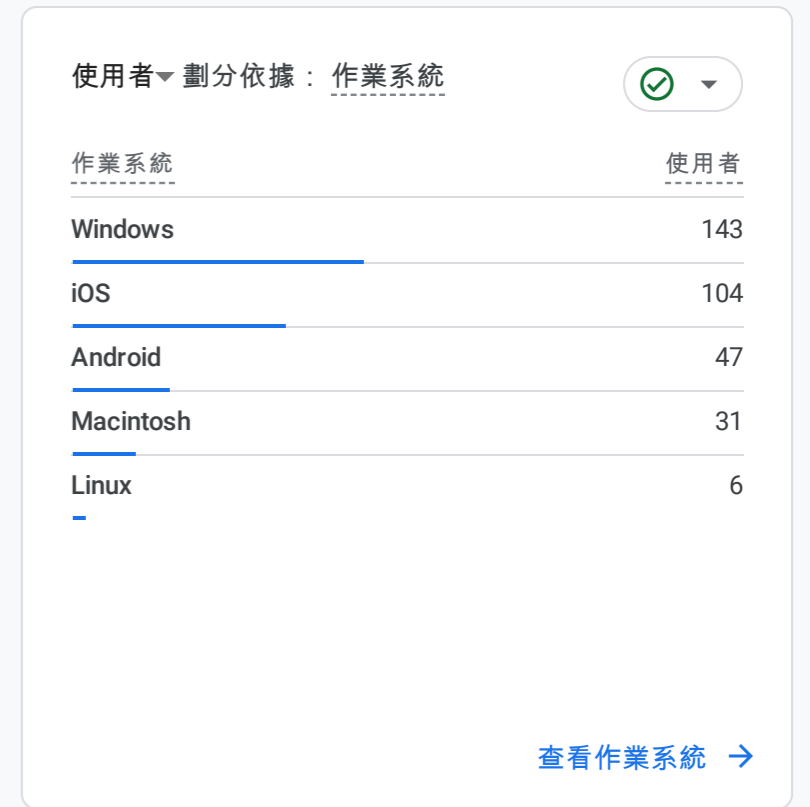 使用者 劃分依據： 作業系統
作業系統 使用者
Windows 143
iOS 104
Android 47
Macintosh 31
Linux 6
查看作業系統